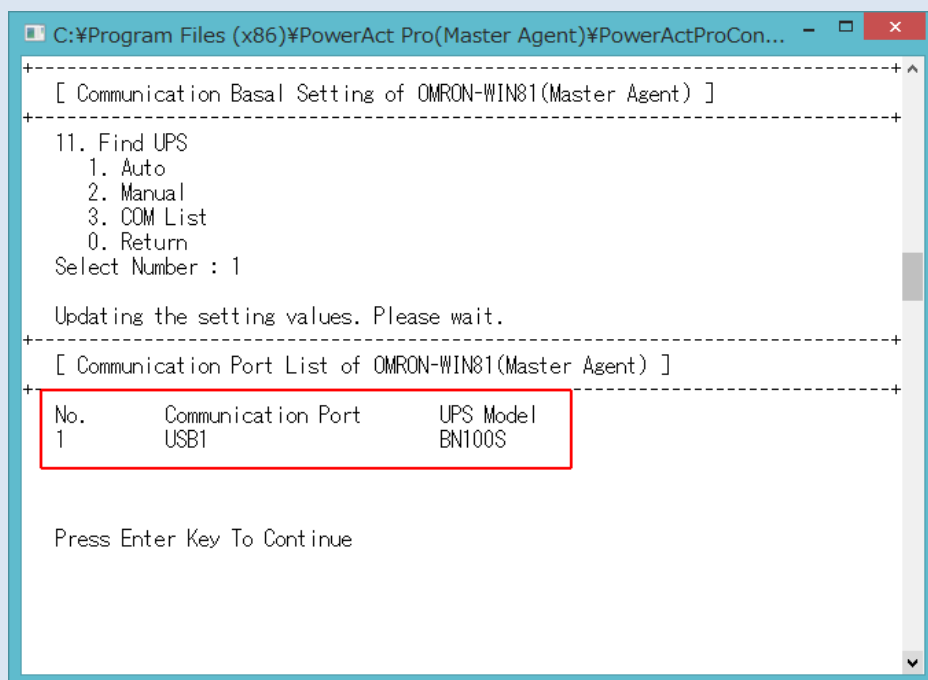 C:¥Program Files (x86)¥PowerAct Pro(Master Agent)¥PowerActProCon...
[ Communication Basal Setting of OMRON-WIN81(Master Agent) ]
11. Find UPS
1. Auto
2. Manual
3. COM List
0. Return
Select Number : 1
Updating the setting values. Please wait.
[ Communication Port List of OMRON-WIN81(Master Agent) ]
No. Communication Port UPS Model
1 USB1 BN100S
Press Enter Key To Continue